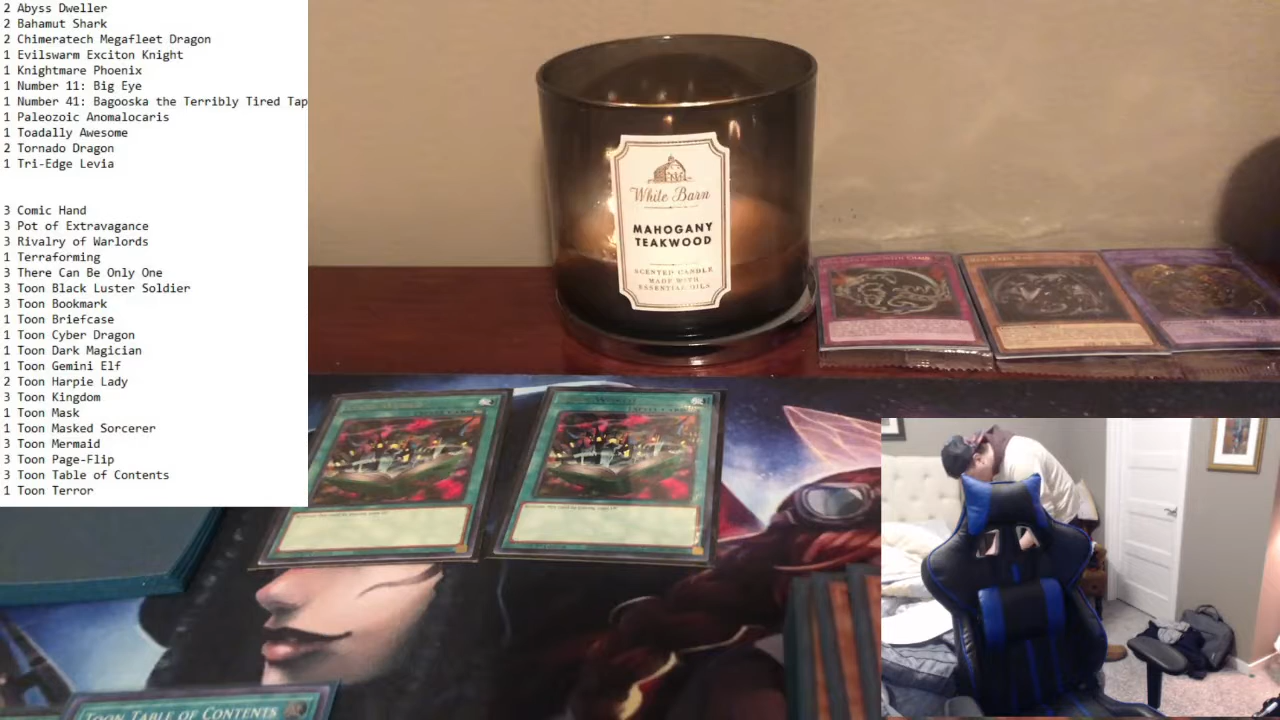 2 Abyss Dweller
2 Bahamut Shark
2 Chimeratech Megafleet Dragon
1 Evilswarm Exciton Knight
1 Knightmare Phoenix
1 Number 11: Big Eye
1 Number 41: Bagooska the Terribly Tired Tap
1 Paleozoic Anomalocaris
1 Toadally Awesome
2 Tornado Dragon
1 Tri-Edge Levia
3 Comic Hand
3 Pot of Extravagance
3 Rivalry of Warlords
1 Terraforming
3 There Can Be Only One
3 Toon Black Luster Soldier
3 Toon Bookmark
1 Toon Briefcase
1 Toon Cyber Dragon
1 Toon Dark Magician
1 Toon Gemini Elf
2 Toon Harpie Lady
3 Toon Kingdom
1 Toon Mask
1 Toon Masked Sorcerer
3 Toon Mermaid
3 Toon Page-Flip
3 Toon Table of Contents
1 Toon Terror
White Barn
MAHOGANY
TEAKWOOD
SCENTED CANDLE
MADE WITH
ESSENTIAL OILS
TOON TABLE OF CONTENTS